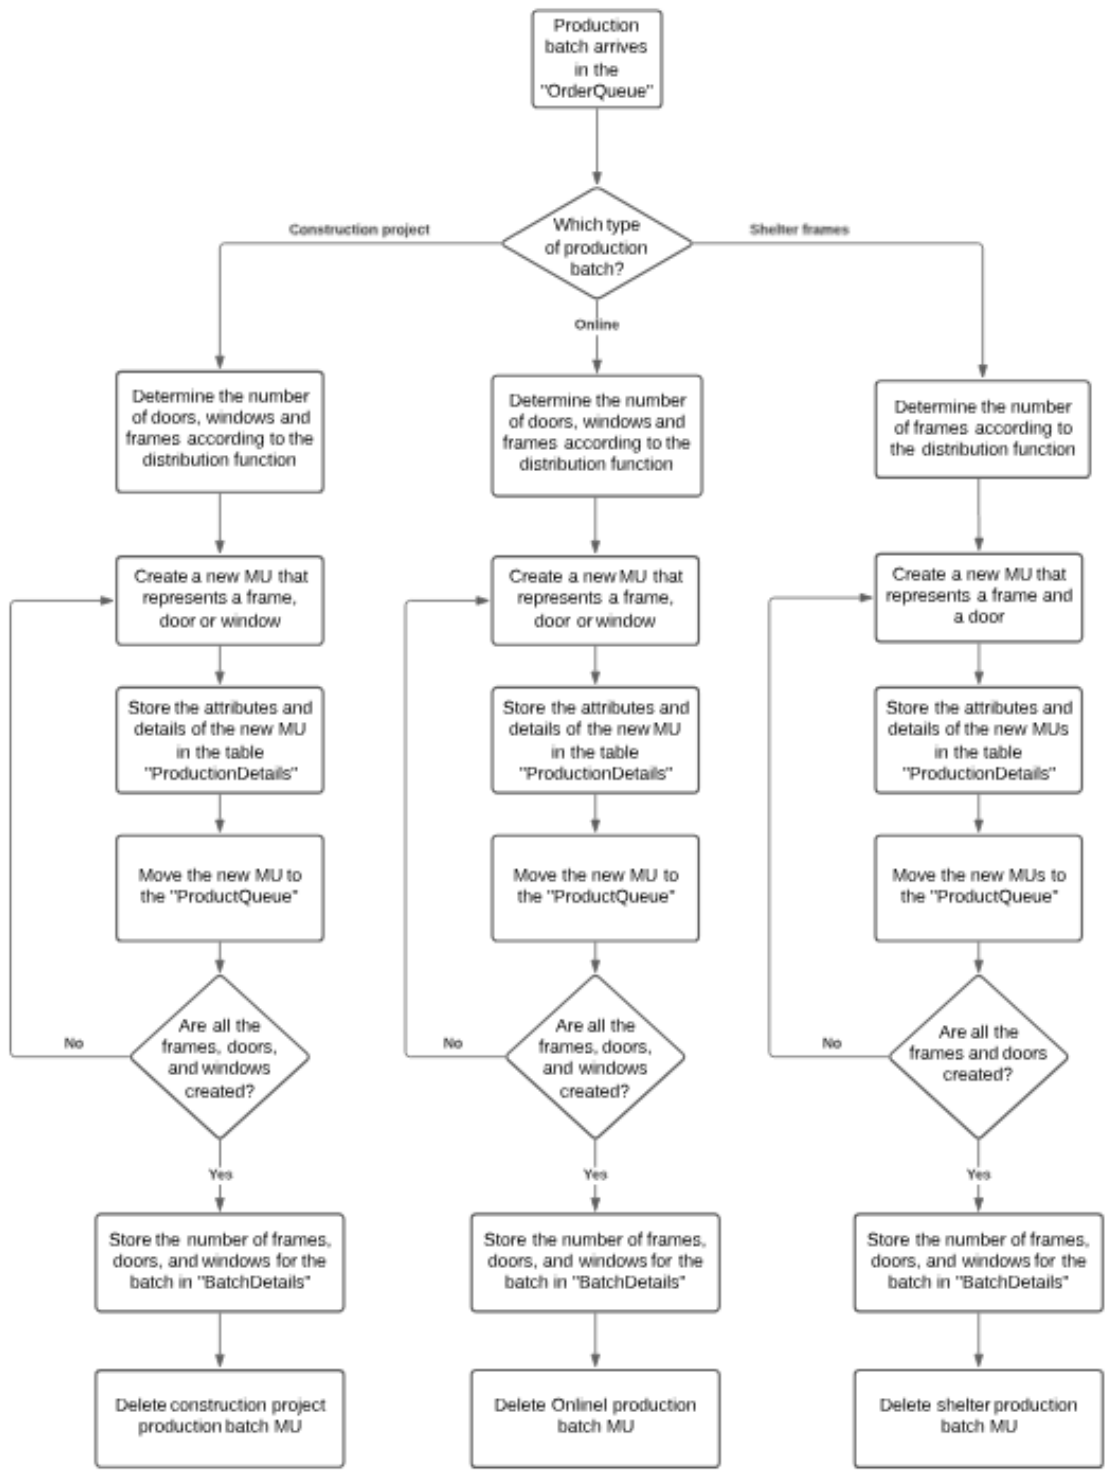 Production
batch arrives
in the
"OrderQueue"
Which type
of production
batch?
Construction project
Online
Shelter frames
Determine the number
of doors, windows and
frames according to the
distribution function
Create a new MU that
represents a frame,
door or window
Store the attributes and
details of the new MU
in the table
"ProductionDetails"
Move the new MU to
the "ProductQueue"
Are all the
frames, doors,
and windows
created?
No
Yes
Store the number of frames,
doors, and windows for the
batch in "BatchDetails"
Delete construction project
production batch MU
Determine the number
of doors, windows and
frames according to the
distribution function
Create a new MU that
represents a frame,
door or window
Store the attributes and
details of the new MU
in the table
"ProductionDetails"
Move the new MU to
the "ProductQueue"
Are all the
frames, doors,
and windows
created?
No
Yes
Store the number of frames,
doors, and windows for the
batch in "BatchDetails"
Delete Onlinel production
batch MU
Determine the number
of frames according to
the distribution function
Create a new MU that
represents a frame and
a door
Store the attributes and
details of the new MUs
in the table
"ProductionDetails"
Move the new MUs to
the "ProductQueue"
Are all the
frames and doors
created?
No
Yes
Store the number of frames,
doors, and windows for the
batch in "BatchDetails"
Delete shelter production
batch MU